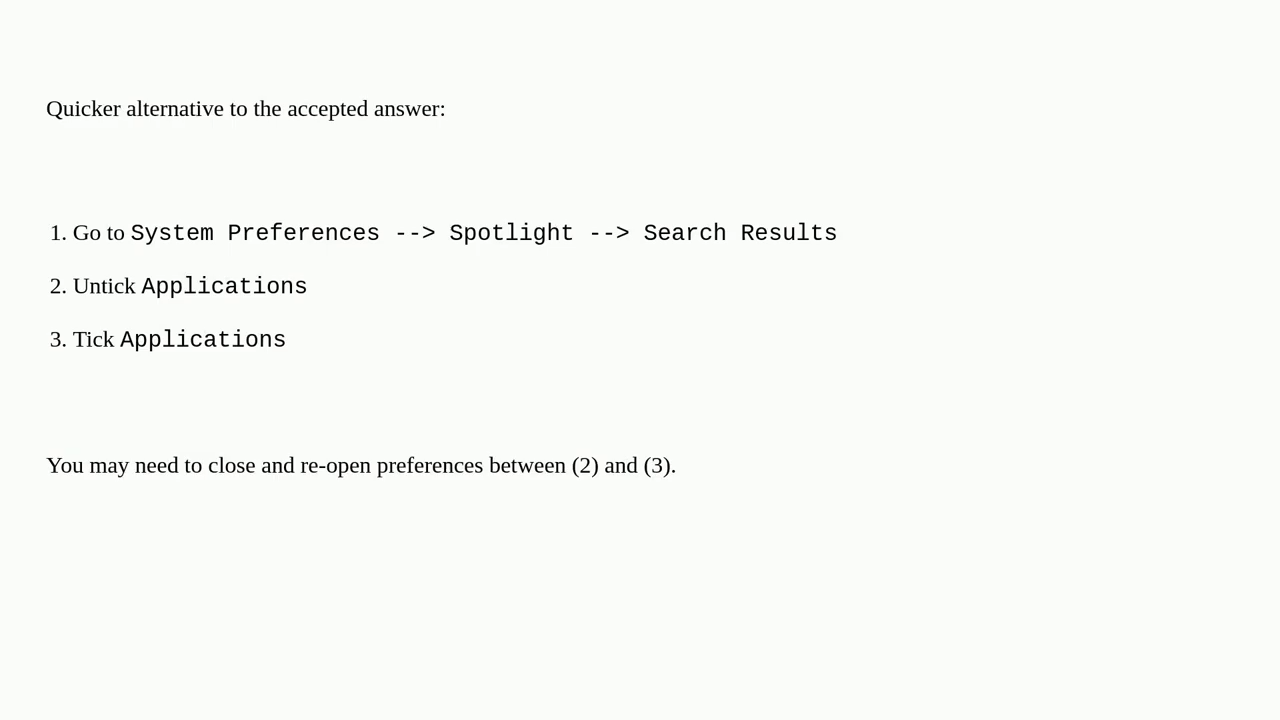 Quicker alternative to the accepted answer:
1. Go to System Preferences --> Spotlight --> Search Results
2. Untick Applications
3. Tick Applications
You may need to close and re-open preferences between (2) and (3).